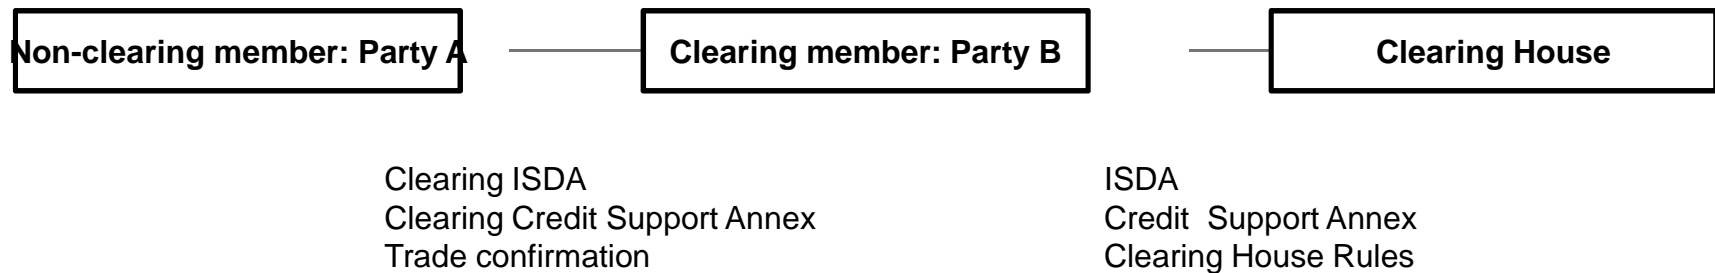 Non-clearing member: Party A
Clearing member: Party B
Clearing House
Clearing ISDA
Clearing Credit Support Annex
Trade confirmation
ISDA
Credit  Support Annex
Clearing House Rules